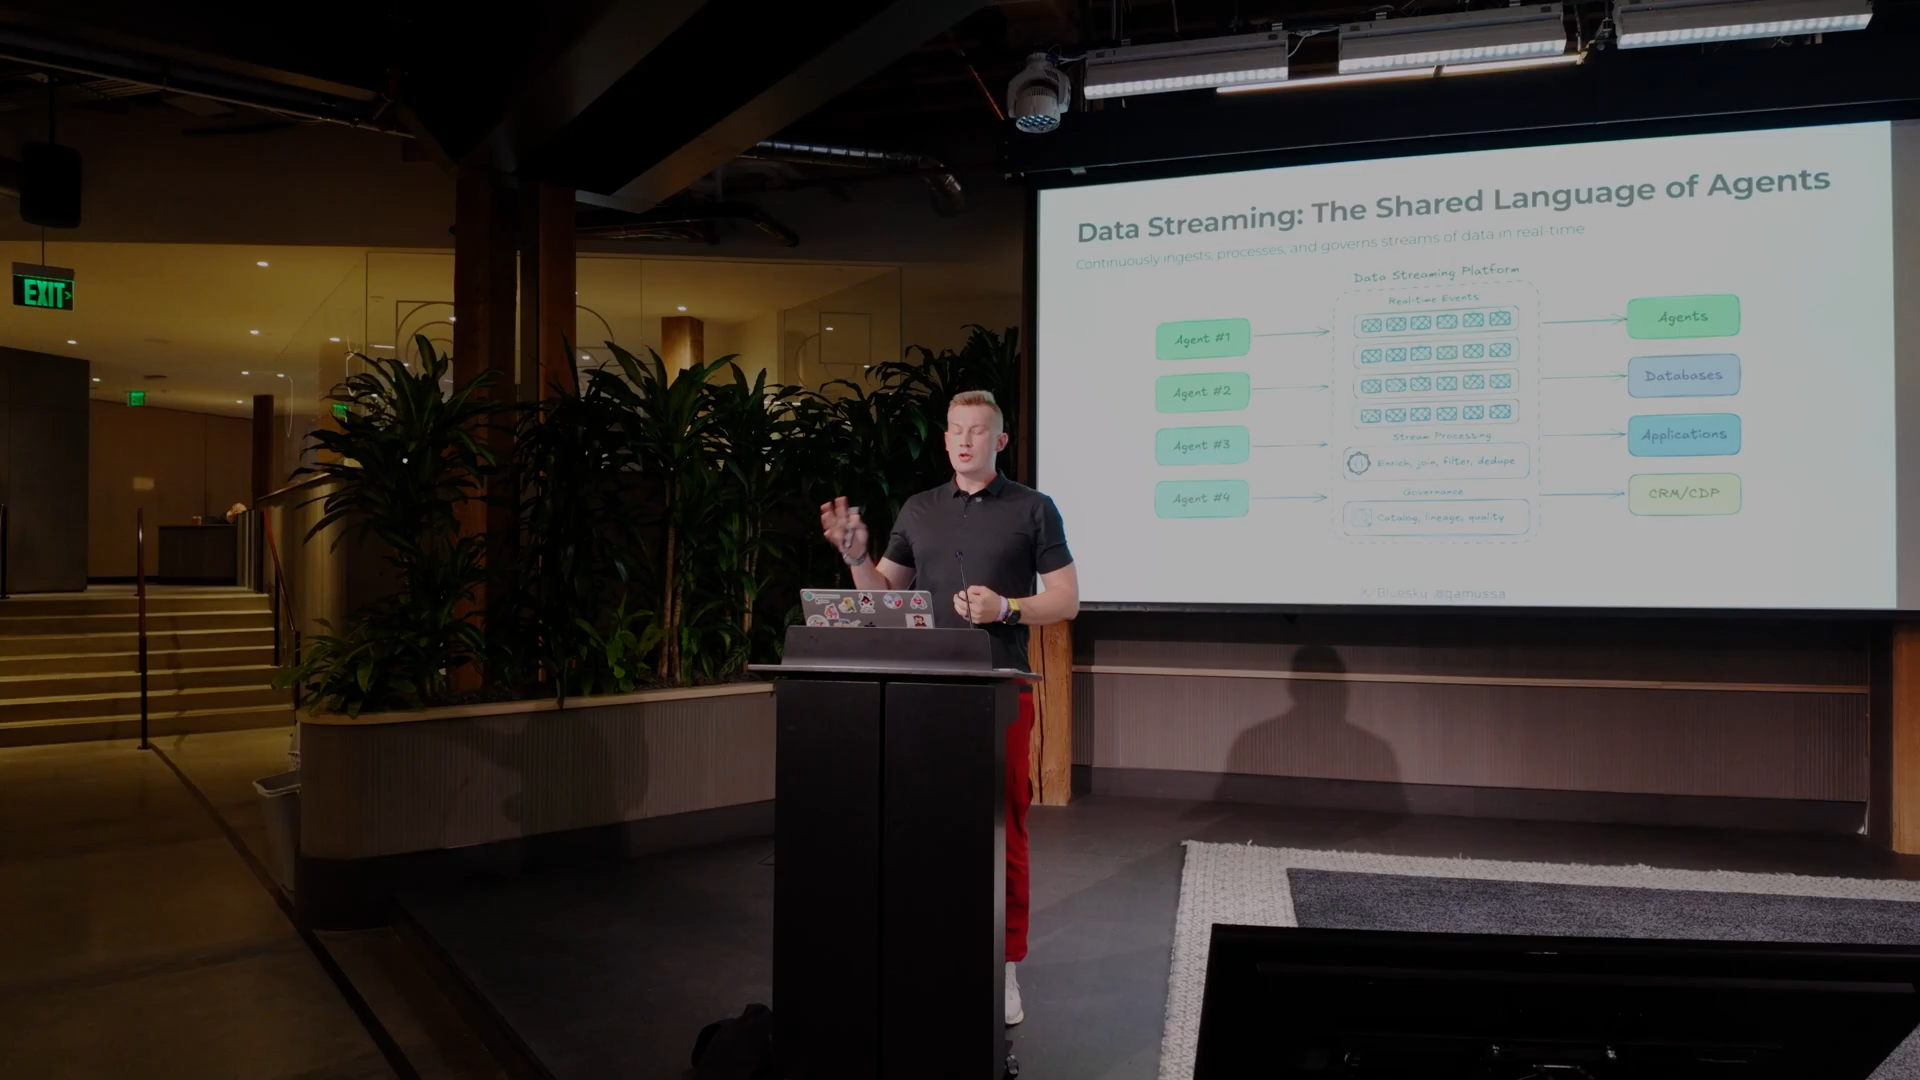 EXIT
Data Streaming: The Shared Language of Agents
Continuously ingests, processes, and governs streams of data in real-time
Data Streaming Platform
Real-time Events
Agent #1
Agent #2
Agent #3
Agent #4
Stream Processing
Enrich, join, filter, dedupe
Governance
Catalog, lineage, quality
Agents
Databases
Applications
CRM/CDP
Bluesky @gamussa